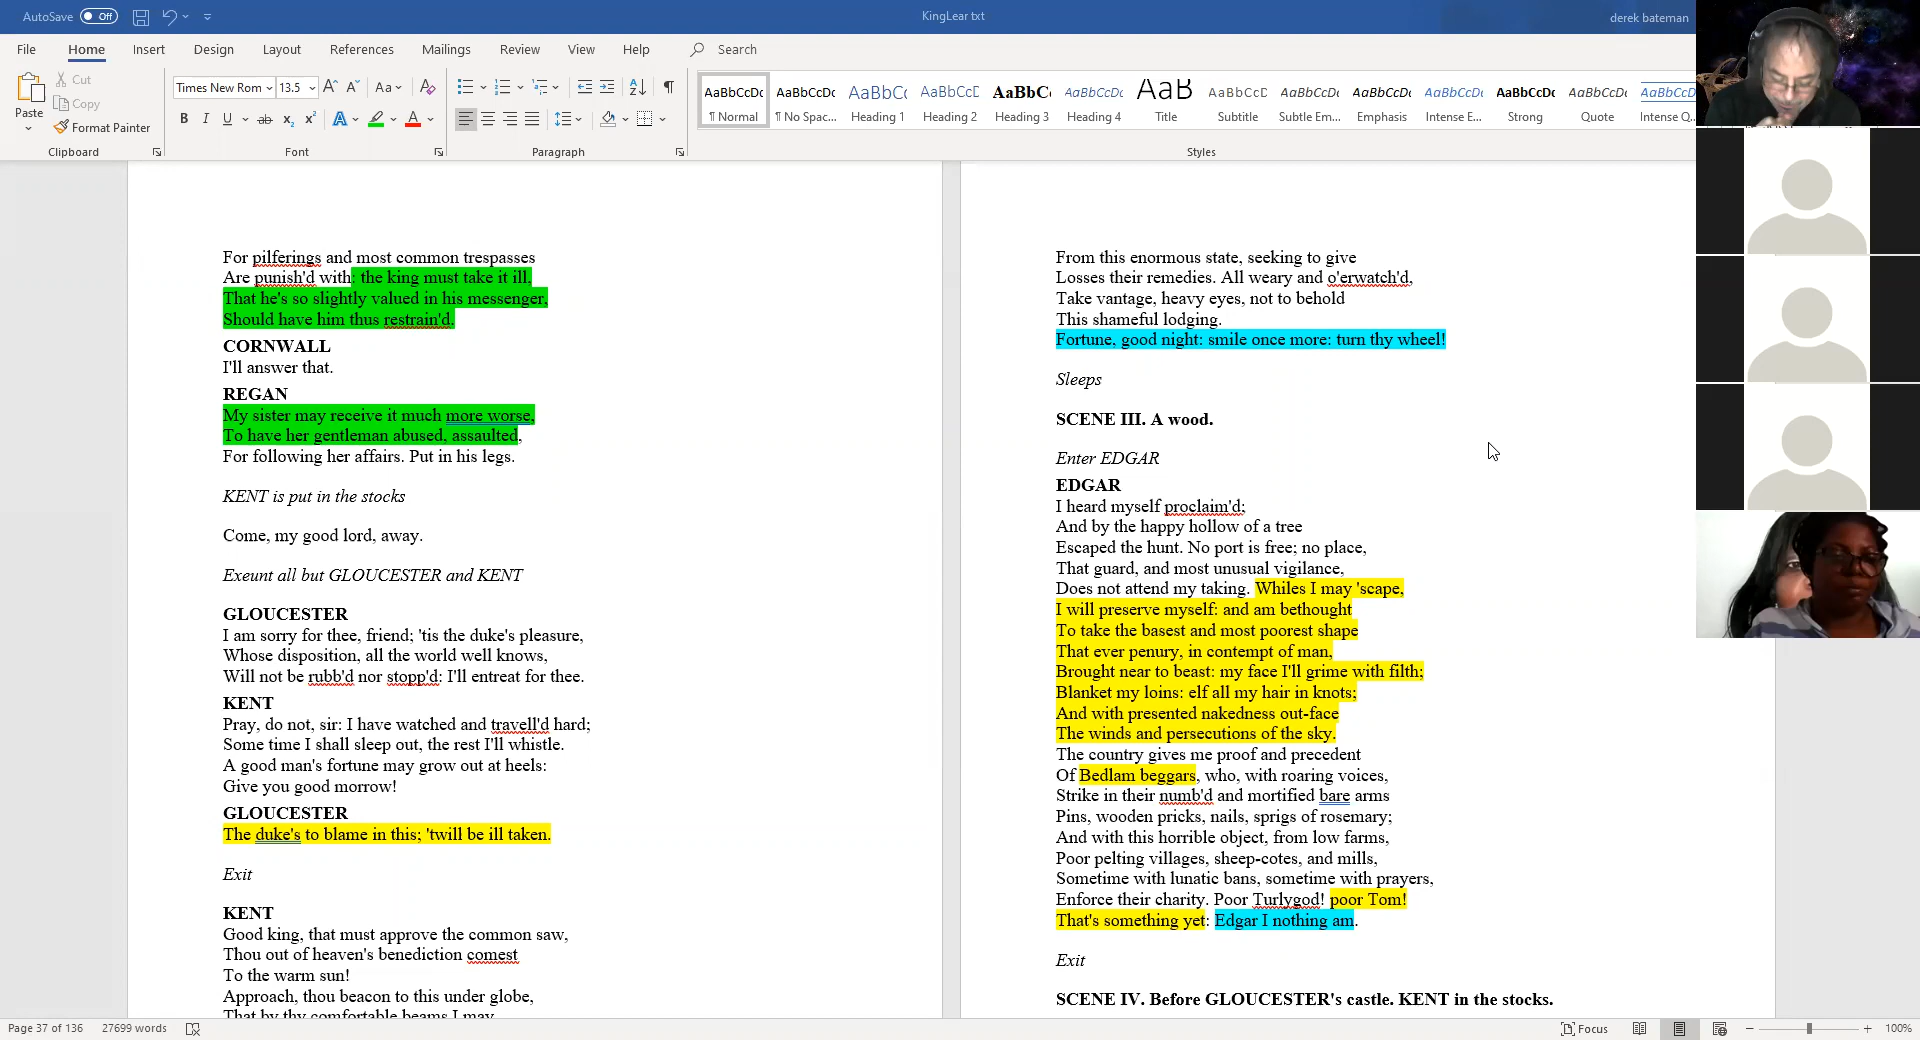 AutoSave Off
KingLear txt
derek bateman
File Home Insert Design Layout References Mailings Review View Help Search
Paste
Cut
Copy
Format Painter
Clipboard
Times New Rom 13.5
Font
Paragraph
AaBbCcDc AaBbCcDc AaBbC AaBbCcD AaBbC AaBbCcDc AaB AaBbCcD AaBbCcDc AaBbCcDc AaBbCcDc AaBbCcDc AaBbCcDc AaBbCcDc
¶ Normal ¶ No Spac... Heading 1 Heading 2 Heading 3 Heading 4 Title Subtitle Subtle Em... Emphasis Intense E... Strong Quote Intense Q...
Styles
For pilferings and most common trespasses
Are punish'd with: the king must take it ill,
That he's so slightly valued in his messenger,
Should have him thus restrain'd.
CORNWALL
I'll answer that.
REGAN
My sister may receive it much more worse,
To have her gentleman abused, assaulted,
For following her affairs. Put in his legs.
KENT is put in the stocks
Come, my good lord, away.
Exeunt all but GLOUCESTER and KENT
GLOUCESTER
I am sorry for thee, friend; 'tis the duke's pleasure,
Whose disposition, all the world well knows,
Will not be rubb'd nor stopp'd: I'll entreat for thee.
KENT
Pray, do not, sir: I have watched and travell'd hard;
Some time I shall sleep out, the rest I'll whistle.
A good man's fortune may grow out at heels:
Give you good morrow!
GLOUCESTER
The duke's to blame in this; 'twill be ill taken.
Exit
KENT
Good king, that must approve the common saw,
Thou out of heaven's benediction comest
To the warm sun!
Approach, thou beacon to this under globe,
That by thy comfortable beams I may
From this enormous state, seeking to give
Losses their remedies. All weary and o'erwatch'd,
Take vantage, heavy eyes, not to behold
This shameful lodging.
Fortune, good night: smile once more: turn thy wheel!
Sleeps
SCENE III. A wood.
Enter EDGAR
EDGAR
I heard myself proclaim'd;
And by the happy hollow of a tree
Escaped the hunt. No port is free; no place,
That guard, and most unusual vigilance,
Does not attend my taking. Whiles I may 'scape,
I will preserve myself: and am bethought
To take the basest and most poorest shape
That ever penury, in contempt of man,
Brought near to beast: my face I'll grime with filth;
Blanket my loins: elf all my hair in knots;
And with presented nakedness out-face
The winds and persecutions of the sky.
The country gives me proof and precedent
Of Bedlam beggars, who, with roaring voices,
Strike in their numb'd and mortified bare arms
Pins, wooden pricks, nails, sprigs of rosemary;
And with this horrible object, from low farms,
Poor pelting villages, sheep-cotes, and mills,
Sometime with lunatic bans, sometime with prayers,
Enforce their charity. Poor Turlygod! poor Tom!
That's something yet: Edgar I nothing am.
Exit
SCENE IV. Before GLOUCESTER's castle. KENT in the stocks.
Page 37 of 136 27699 words
Focus
100%